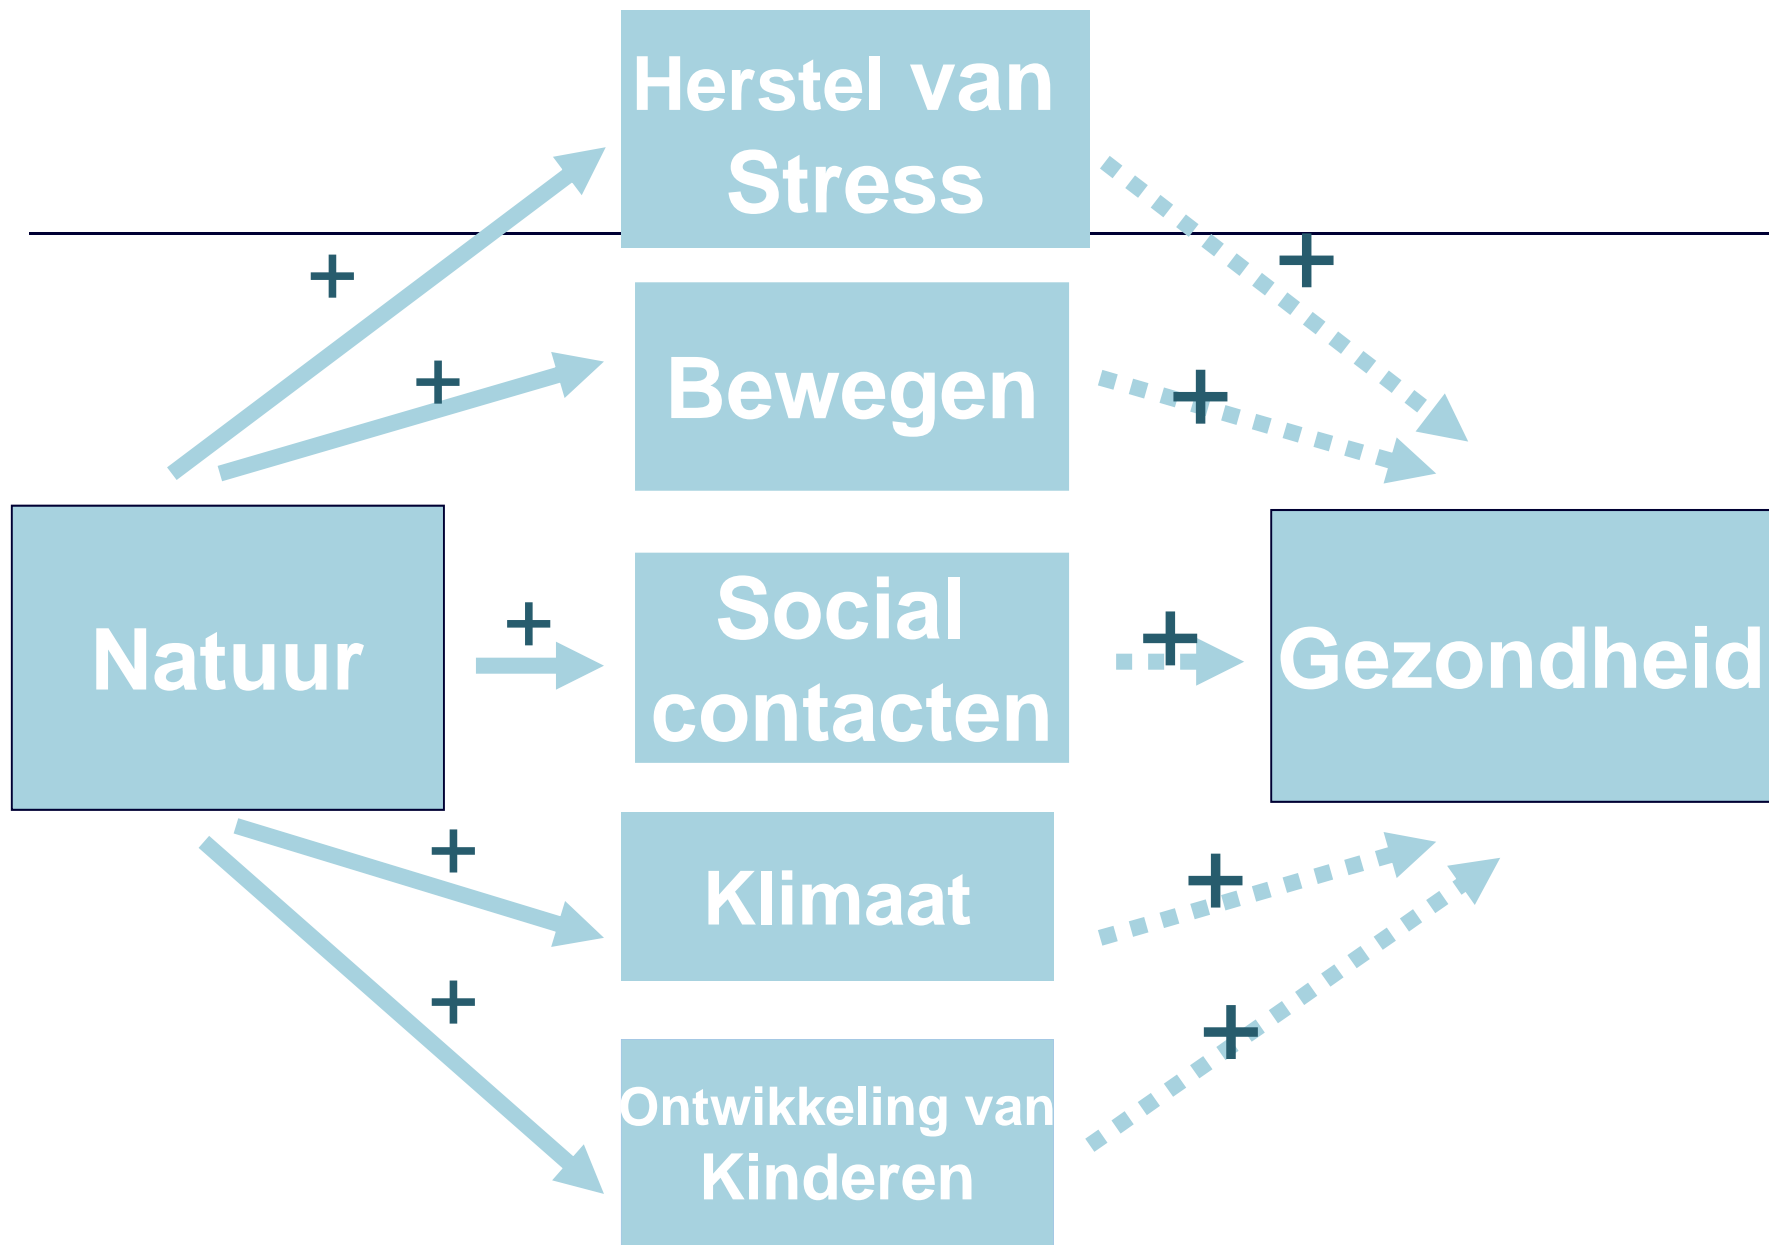 Herstel van
Stress
+
+
+
Bewegen
+
Natuur
+
Social
contacten
+
Gezondheid
+
Klimaat
+
+
Ontwikkeling van
Kinderen
+